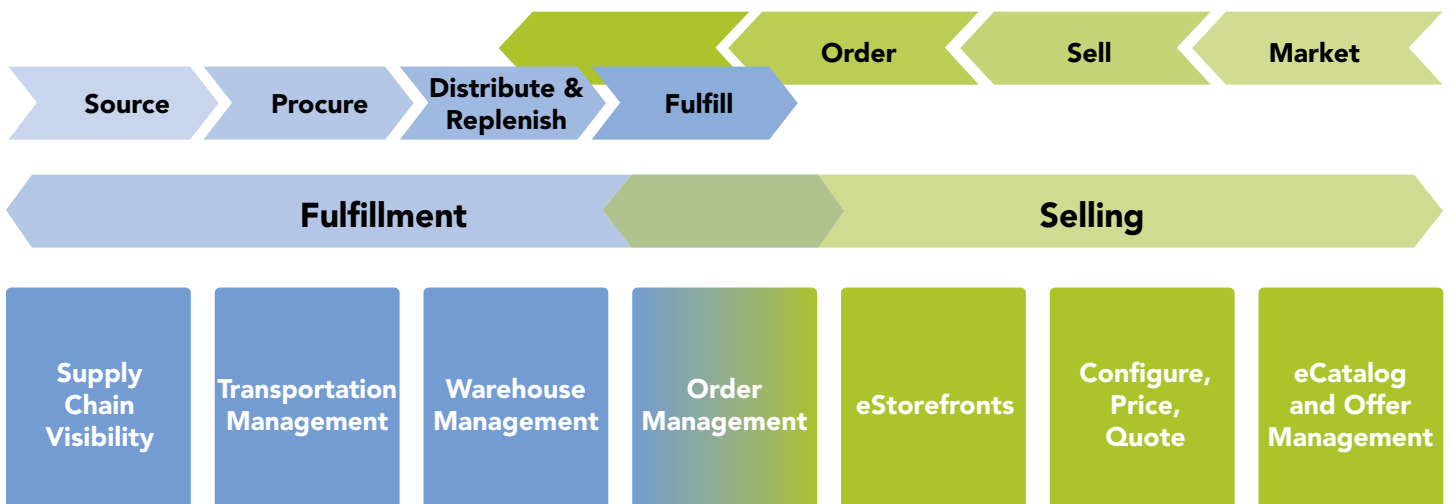 Order
Sell
Market
Source
Procure
Distribute &
Replenish
Fulfill
Fulfillment
Selling
Supply
Chain
Visibility
Transportation
Management
Warehouse
Management
Order
Management
eStorefronts
Configure,
Price,
Quote
eCatalog
and Offer
Management